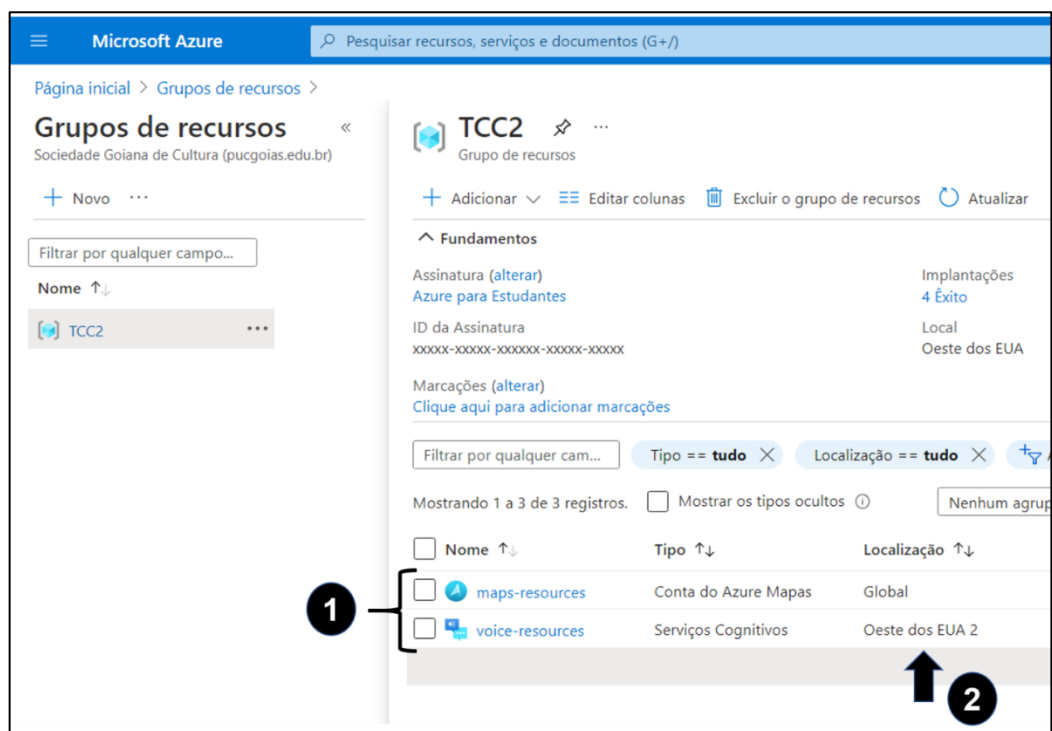 Microsoft Azure
Pesquisar recursos, serviços e documentos (G+/)
Página inicial > Grupos de recursos >
Grupos de recursos «
Sociedade Goiana de Cultura (pucgoias.edu.br)
+ Novo ...
Filtrar por qualquer campo...
Nome ↑↓
TCC2 ...
TCC2 ...
Grupo de recursos
+ Adicionar Editar colunas Excluir o grupo de recursos Atualizar
Fundamentos
Assinatura (alterar)
Azure para Estudantes
Implantações
4 Êxito
ID da Assinatura
xxxxx-xxxxx-xxxxxx-xxxxx-xxxxx
Local
Oeste dos EUA
Marcações (alterar)
Clique aqui para adicionar marcações
Filtrar por qualquer cam... Tipo == tudo × Localização == tudo × A
Mostrando 1 a 3 de 3 registros. Mostrar os tipos ocultos Nenhum agrup
Nome ↑↓ Tipo ↑↓ Localização ↑↓
1
maps-resources Conta do Azure Mapas Global
voice-resources Serviços Cognitivos Oeste dos EUA 2
2